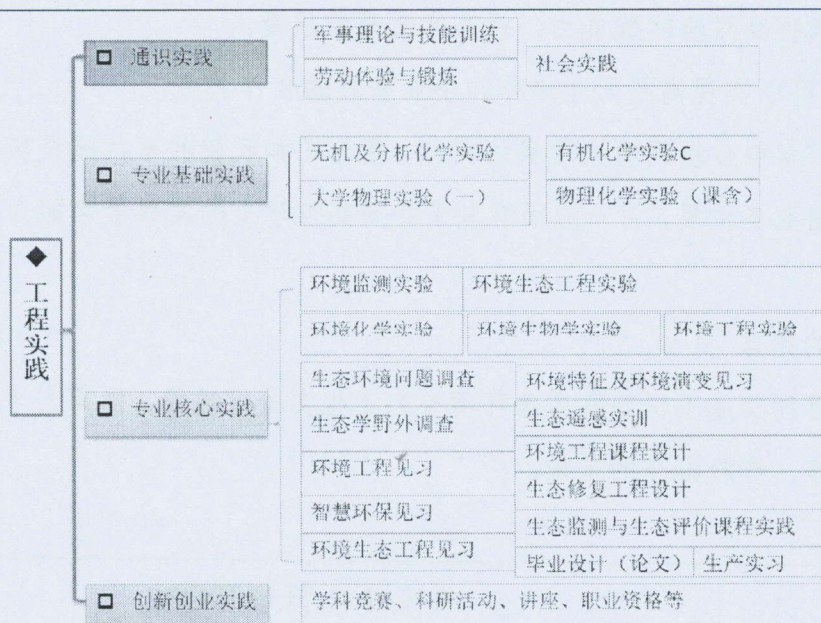 ◆ 工程实践
通识实践
军事理论与技能训练
劳动体验与锻炼
社会实践
专业基础实践
无机及分析化学实验
有机化学实验C
大学物理实验（一）
物理化学实验（课含）
专业核心实践
环境监测实验
环境生态工程实验
环境化学实验
环境生物学实验
环境工程实验
生态环境问题调查
环境特征及环境演变见习
生态学野外调查
生态遥感实训
环境工程见习
环境工程课程设计
智慧环保见习
生态修复工程设计
环境生态工程见习
生态监测与生态评价课程实践
毕业设计（论文）
生产实习
创新创业实践
学科竞赛、科研活动、讲座、职业资格等